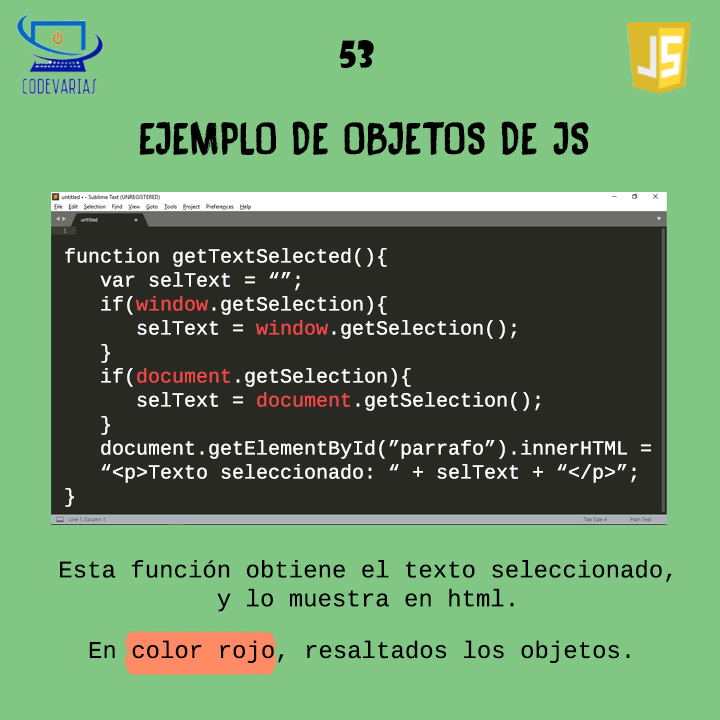 CODEVARIAS
53
JS
EJEMPLO DE OBJETOS DE JS
untitled • - Sublime Text (UNREGISTERED)
File Edit Selection Find View Goto Tools Project Preferences Help
untitled
1
function getTextSelected(){
var selText = “”;
if(window.getSelection){
selText = window.getSelection();
}
if(document.getSelection){
selText = document.getSelection();
}
document.getElementById(”parrafo”).innerHTML =
“<p>Texto seleccionado: “ + selText + “</p>”;
}
Line 1, Column 1 Tab Size 4 Plain Text
Esta función obtiene el texto seleccionado,
y lo muestra en html.
En color rojo, resaltados los objetos.